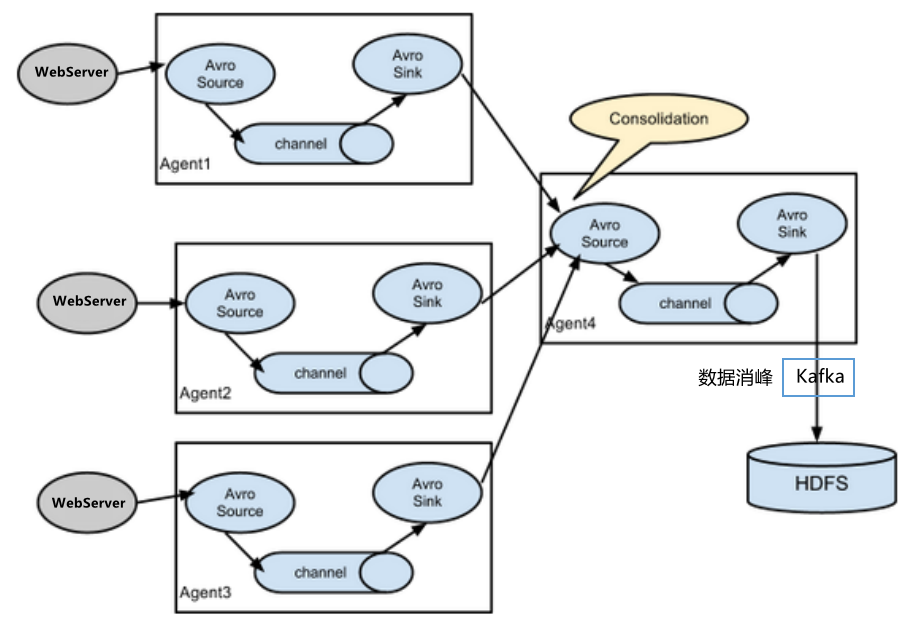 WebServer
Avro
Source
Avro
Sink
channel
Agent1
Consolidation
WebServer
Avro
Source
Avro
Sink
channel
Agent2
Avro
Source
Avro
Sink
channel
Agent4
数据消峰
Kafka
HDFS
WebServer
Avro
Source
Avro
Sink
channel
Agent3